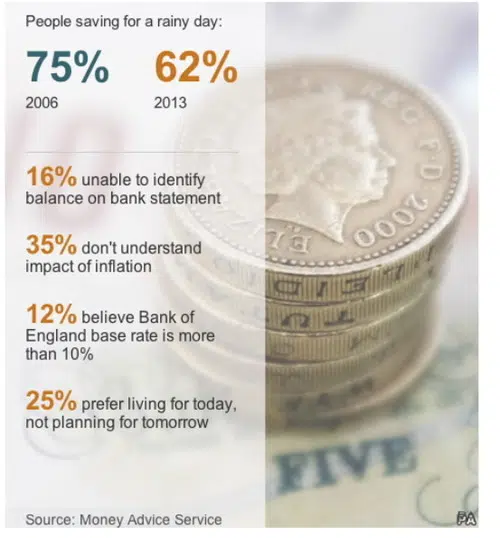 People saving for a rainy day:
75% 62%
2006 2013
16% unable to identify
balance on bank statement
35% don't understand
impact of inflation
12% believe Bank of
England base rate is more
than 10%
25% prefer living for today,
not planning for tomorrow
Source: Money Advice Service
PA
REG F.D 2000
ELIZ
FIVE